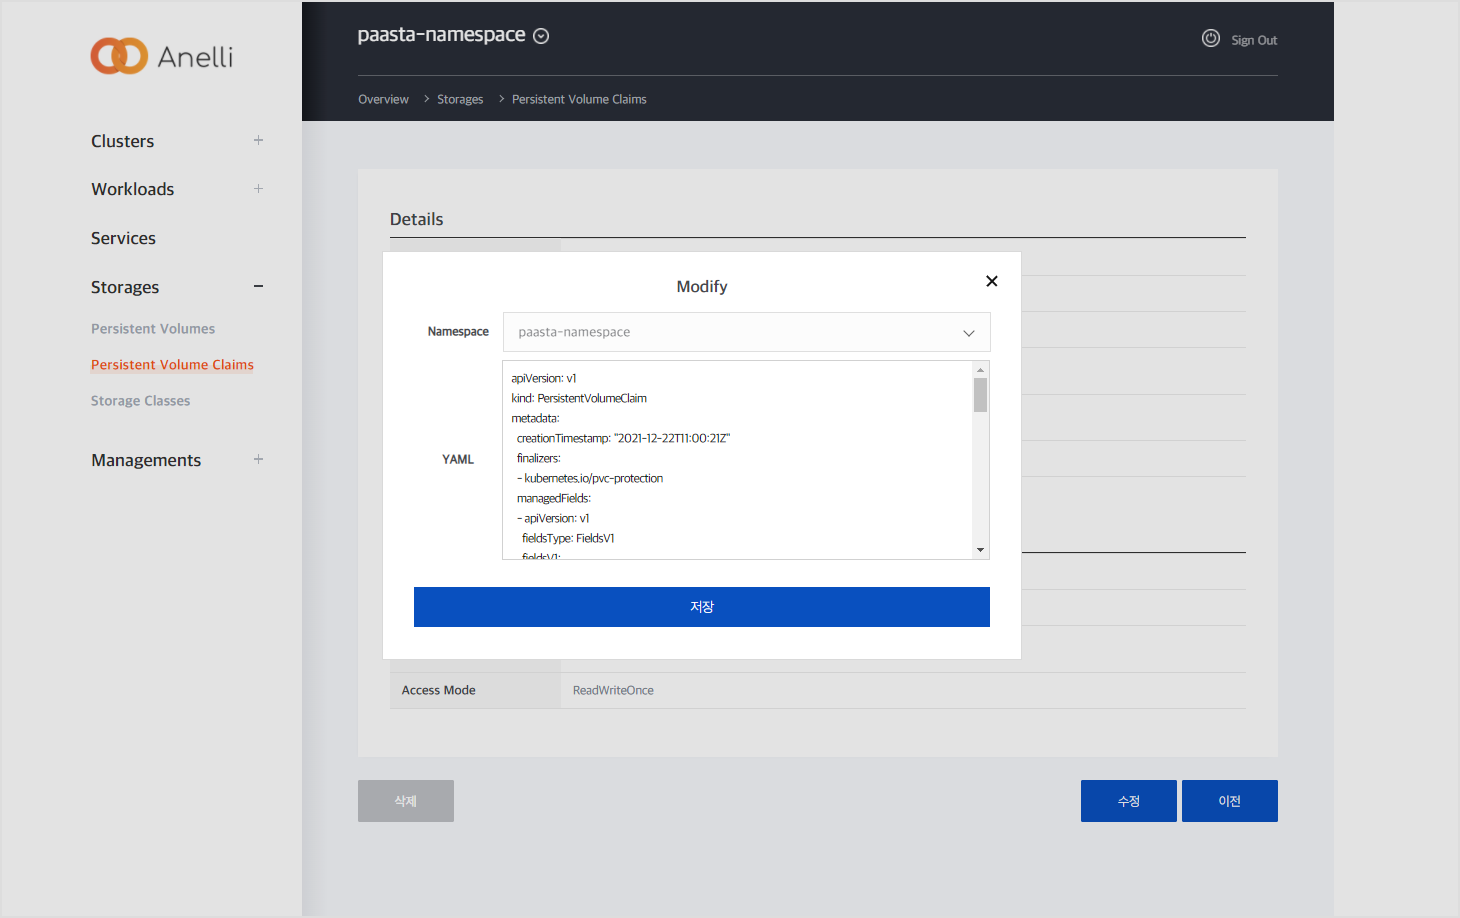 Anelli
Clusters
Workloads
Services
Storages
Persistent Volumes
Persistent Volume Claims
Storage Classes
Managements
paasta-namespace
Sign Out
Overview > Storages > Persistent Volume Claims
Details
Modify
Namespace
paasta-namespace
YAML
apiVersion: v1
kind: PersistentVolumeClaim
metadata:
creationTimestamp: "2021-12-22T11:00:21Z"
finalizers:
- kubernetes.io/pvc-protection
managedFields:
- apiVersion: v1
fieldsType: FieldsV1
fieldsV1:
저장
Access Mode
ReadWriteOnce
삭제
수정
이전